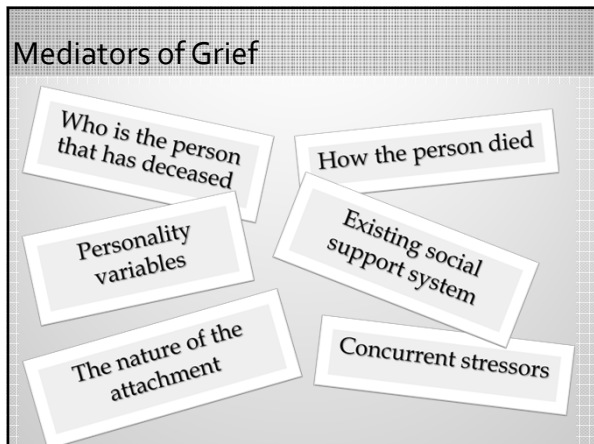 Mediators of Grief
Who is the person
that has deceased
How the person died
Personality
variables
Existing social
support system
The nature of the
attachment
Concurrent stressors